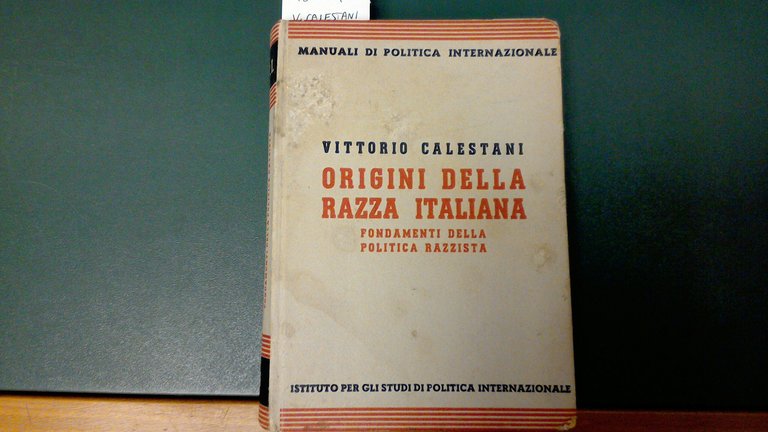 V. CALESTANI
MANUALI DI POLITICA INTERNAZIONALE
VITTORIO CALESTANI
ORIGINI DELLA
RAZZA ITALIANA
FONDAMENTI DELLA
POLITICA RAZZISTA
ISTITUTO PER GLI STUDI DI POLITICA INTERNAZIONALE